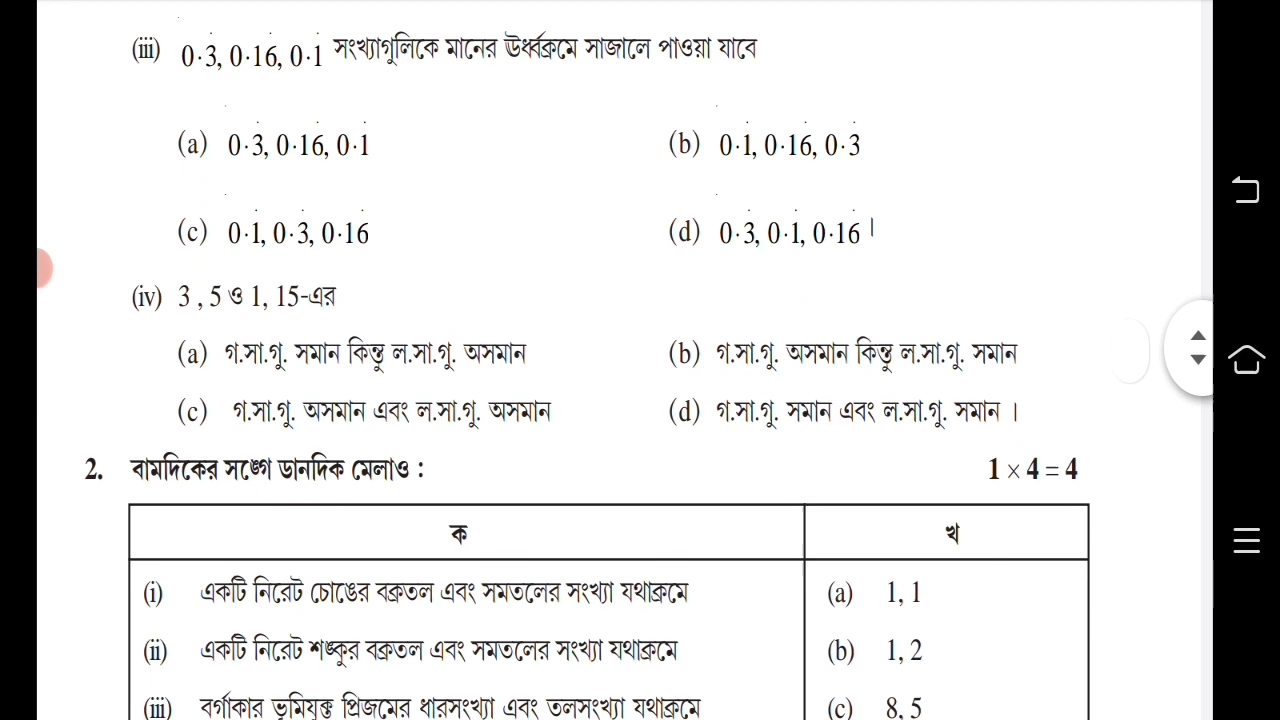 (iii) 0·3̇, 0·16̇, 0·1̇ সংখ্যাগুলিকে মানের ঊর্ধ্বক্রমে সাজালে পাওয়া যাবে
(a) 0·3̇, 0·16̇, 0·1̇ (b) 0·1̇, 0·16̇, 0·3̇
(c) 0·1̇, 0·3̇, 0·16̇ (d) 0·3̇, 0·1̇, 0·16̇ |
(iv) 3 , 5 ও 1, 15-এর
(a) গ.সা.গু. সমান কিন্তু ল.সা.গু. অসমান (b) গ.সা.গু. অসমান কিন্তু ল.সা.গু. সমান
(c) গ.সা.গু. অসমান এবং ল.সা.গু. অসমান (d) গ.সা.গু. সমান এবং ল.সা.গু. সমান ।
2. বামদিকের সঙ্গে ডানদিক মেলাও : 1 × 4 = 4
ক খ
(i) একটি নিরেট চোঙের বক্রতল এবং সমতলের সংখ্যা যথাক্রমে (a) 1, 1
(ii) একটি নিরেট শঙ্কুর বক্রতল এবং সমতলের সংখ্যা যথাক্রমে (b) 1, 2
(iii) বর্গাকার ভূমিযুক্ত প্রিজমের ধারসংখ্যা এবং তলসংখ্যা যথাক্রমে (c) 8, 5